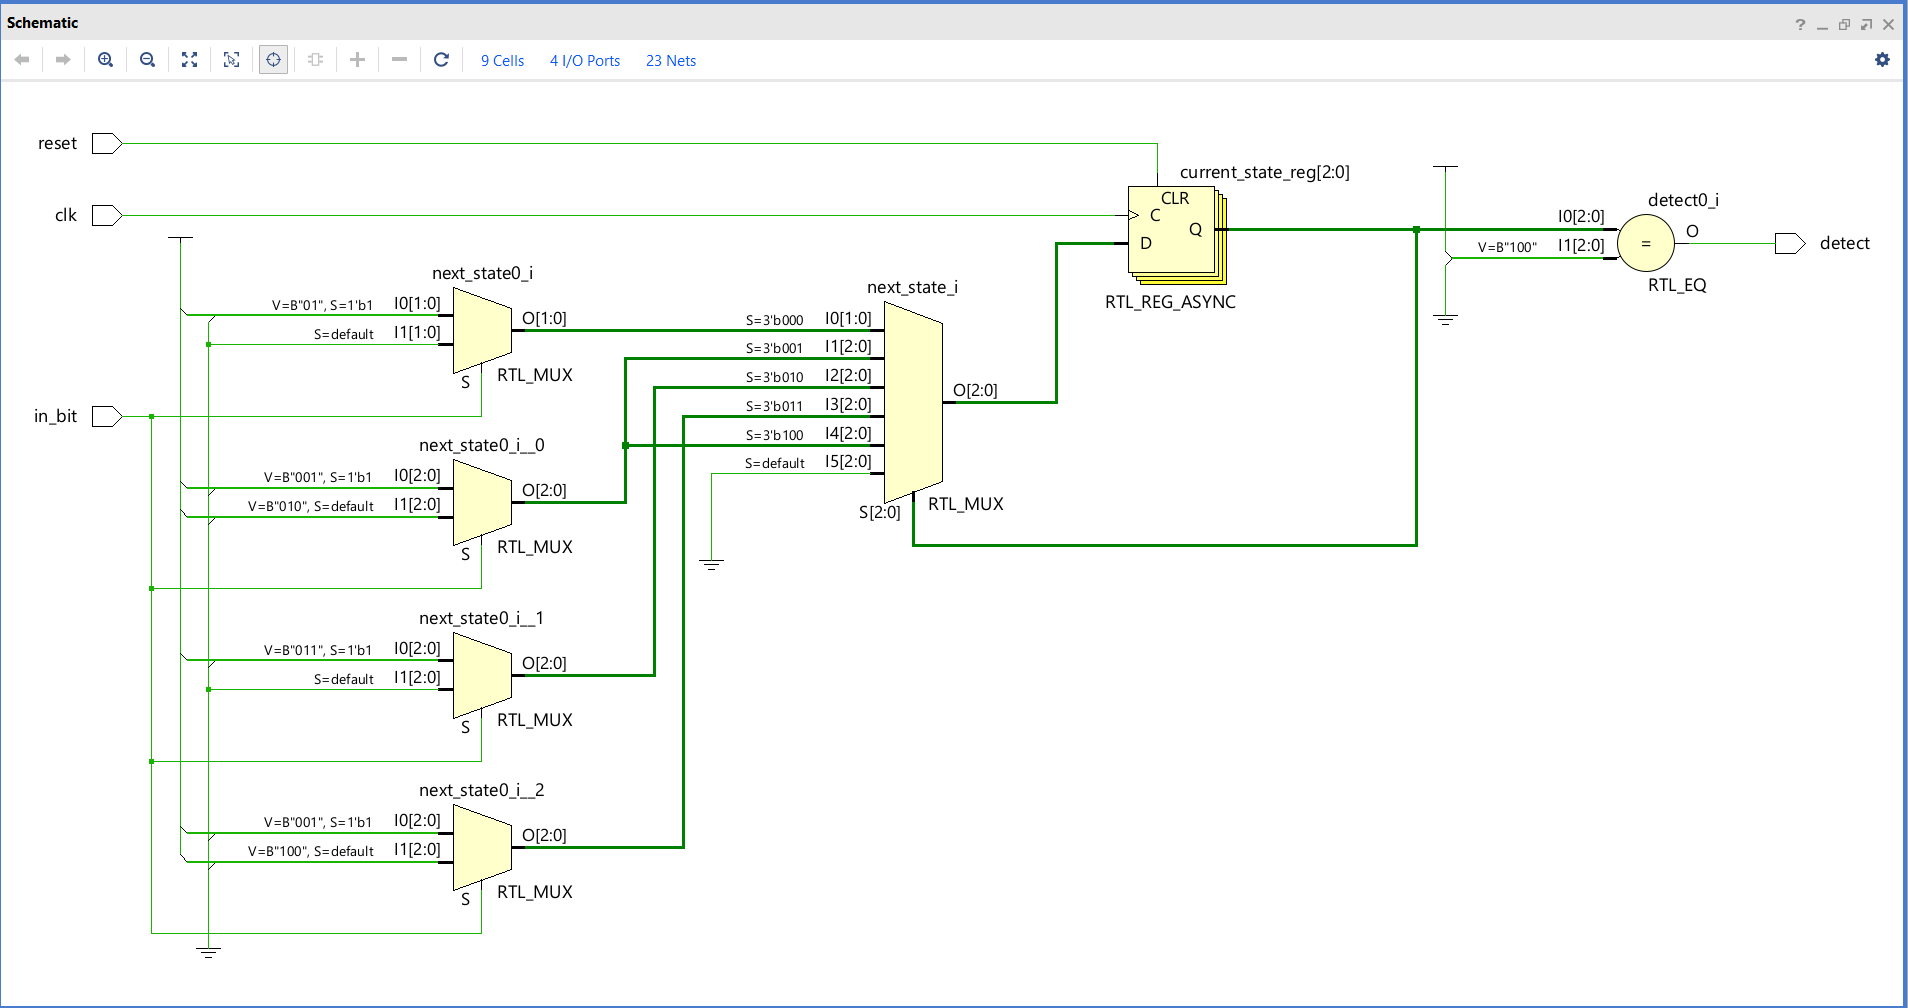 Schematic
?
9 Cells 4 I/O Ports 23 Nets
reset
current_state_reg[2:0]
CLR
C
Q
D
RTL_REG_ASYNC
clk
detect0_i
I0[2:0]
V=B"100" I1[2:0]
=
O
detect
RTL_EQ
next_state0_i
V=B"01", S=1'b1 I0[1:0]
S=default I1[1:0]
O[1:0]
S
RTL_MUX
next_state_i
S=3'b000 I0[1:0]
S=3'b001 I1[2:0]
S=3'b010 I2[2:0]
S=3'b011 I3[2:0]
S=3'b100 I4[2:0]
S=default I5[2:0]
O[2:0]
S[2:0]
RTL_MUX
in_bit
next_state0_i__0
V=B"001", S=1'b1 I0[2:0]
V=B"010", S=default I1[2:0]
O[2:0]
S
RTL_MUX
next_state0_i__1
V=B"011", S=1'b1 I0[2:0]
S=default I1[2:0]
O[2:0]
S
RTL_MUX
next_state0_i__2
V=B"001", S=1'b1 I0[2:0]
V=B"100", S=default I1[2:0]
O[2:0]
S
RTL_MUX